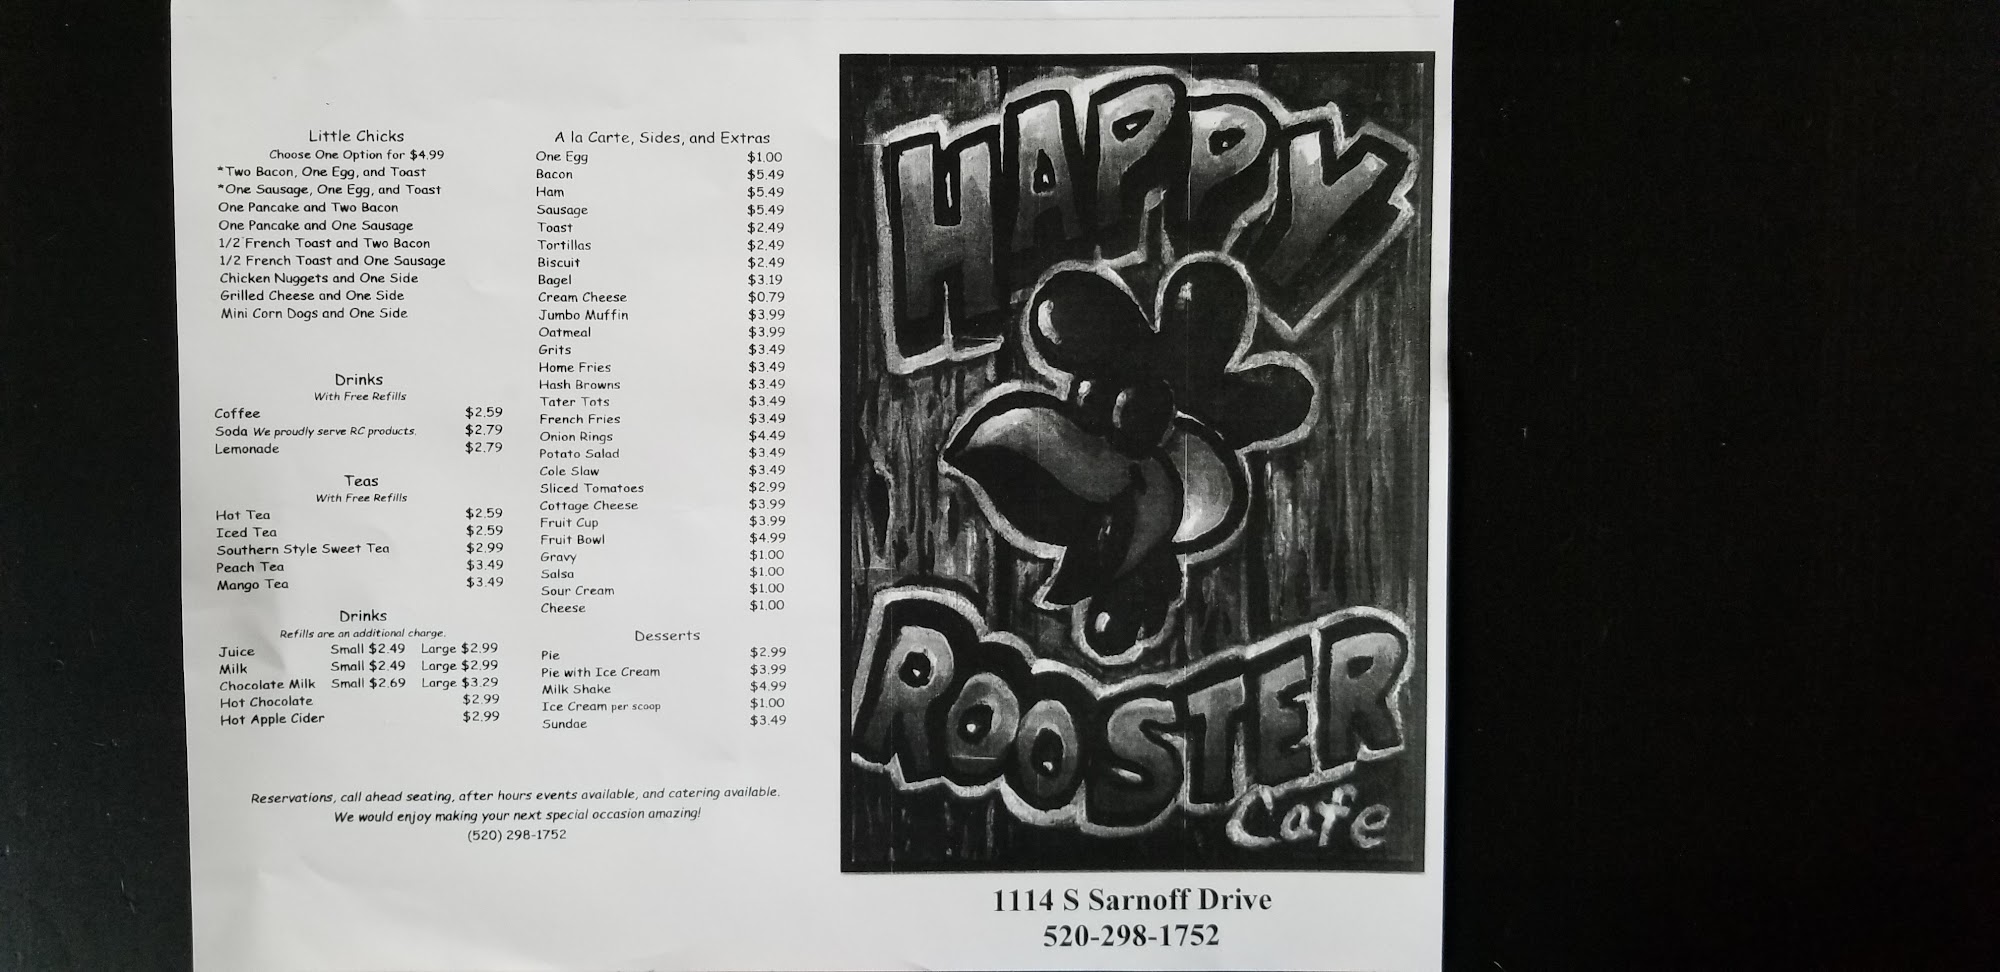 Little Chicks
Choose One Option for $4.99
*Two Bacon, One Egg, and Toast
*One Sausage, One Egg, and Toast
One Pancake and Two Bacon
One Pancake and One Sausage
1/2 French Toast and Two Bacon
1/2 French Toast and One Sausage
Chicken Nuggets and One Side
Grilled Cheese and One Side
Mini Corn Dogs and One Side
Drinks
With Free Refills
Coffee $2.59
Soda We proudly serve RC products. $2.79
Lemonade $2.79
Teas
With Free Refills
Hot Tea $2.59
Iced Tea $2.59
Southern Style Sweet Tea $2.99
Peach Tea $3.49
Mango Tea $3.49
Drinks
Refills are an additional charge.
Juice Small $2.49 Large $2.99
Milk Small $2.49 Large $2.99
Chocolate Milk Small $2.69 Large $3.29
Hot Chocolate $2.99
Hot Apple Cider $2.99
A la Carte, Sides, and Extras
One Egg $1.00
Bacon $5.49
Ham $5.49
Sausage $5.49
Toast $2.49
Tortillas $2.49
Biscuit $2.49
Bagel $3.19
Cream Cheese $0.79
Jumbo Muffin $3.99
Oatmeal $3.99
Grits $3.49
Home Fries $3.49
Hash Browns $3.49
Tater Tots $3.49
French Fries $3.49
Onion Rings $4.49
Potato Salad $3.49
Cole Slaw $3.49
Sliced Tomatoes $2.99
Cottage Cheese $3.99
Fruit Cup $3.99
Fruit Bowl $4.99
Gravy $1.00
Salsa $1.00
Sour Cream $1.00
Cheese $1.00
Desserts
Pie $2.99
Pie with Ice Cream $3.99
Milk Shake $4.99
Ice Cream per scoop $1.00
Sundae $3.49
Reservations, call ahead seating, after hours events available, and catering available.
We would enjoy making your next special occasion amazing!
(520) 298-1752
HAPPY
ROOSTER
Cafe
1114 S Sarnoff Drive
520-298-1752